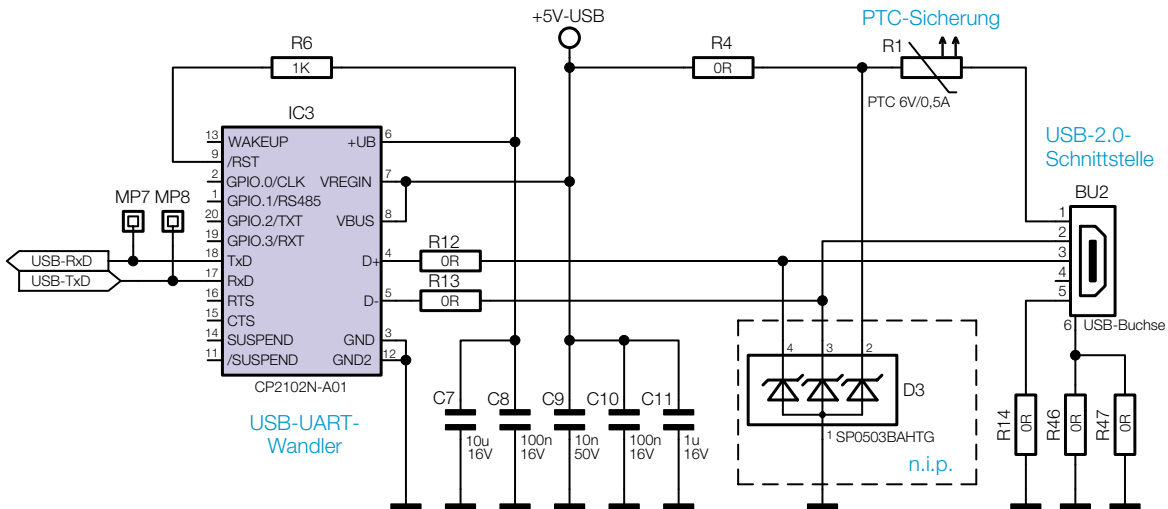 +5V-USB
PTC-Sicherung
R6
1K
R4
0R
R1
PTC 6V/0,5A
IC3
13 WAKEUP +UB 6
9 /RST
2 GPIO.0/CLK VREGIN 7
1 GPIO.1/RS485
20 GPIO.2/TXT VBUS 8
19 GPIO.3/RXT
18 TxD D+ 4
17 RxD
16 RTS D- 5
15 CTS
14 SUSPEND GND 3
11 /SUSPEND GND2 12
CP2102N-A01
USB-UART-
Wandler
MP7 MP8
USB-RxD
USB-TxD
R12
0R
R13
0R
USB-2.0-
Schnittstelle
BU2
1
2
3
4
5
6 USB-Buchse
C7
10u
16V
C8
100n
16V
C9
10n
50V
C10
100n
16V
C11
1u
16V
4 3 2
D3
1 SP0503BAHTG
n.i.p.
R14
0R
R46
0R
R47
0R